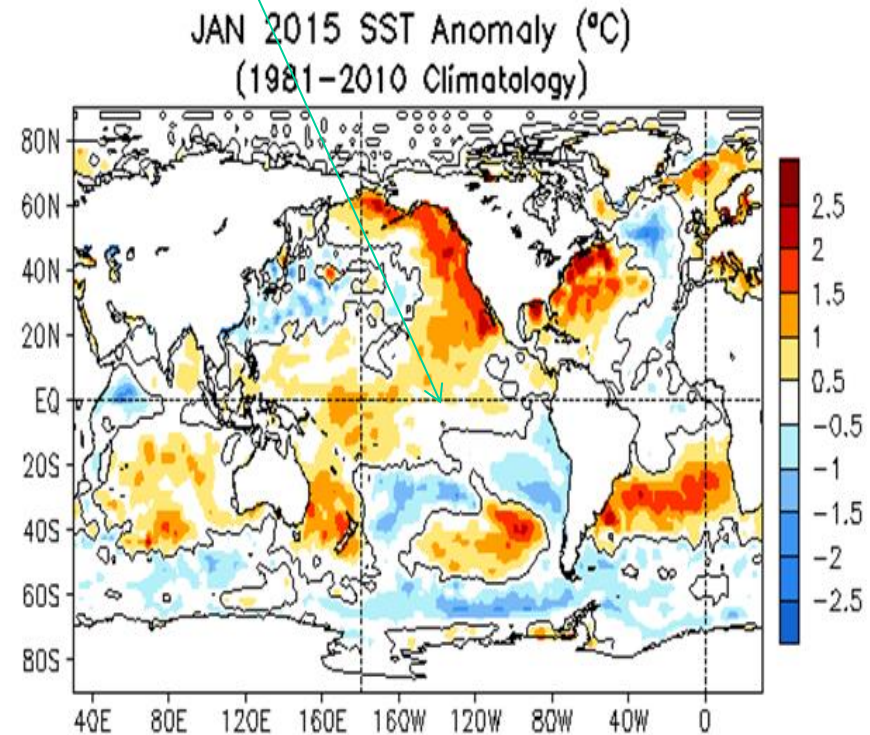 JAN 2015 SST Anomaly (ºC)
(1981-2010 Climatology)
80N
60N
40N
20N
EQ
20S
40S
60S
80S
40E 80E 120E 160E 160W 120W 80W 40W 0
2.5
2
1.5
1
0.5
-0.5
-1
-1.5
-2
-2.5